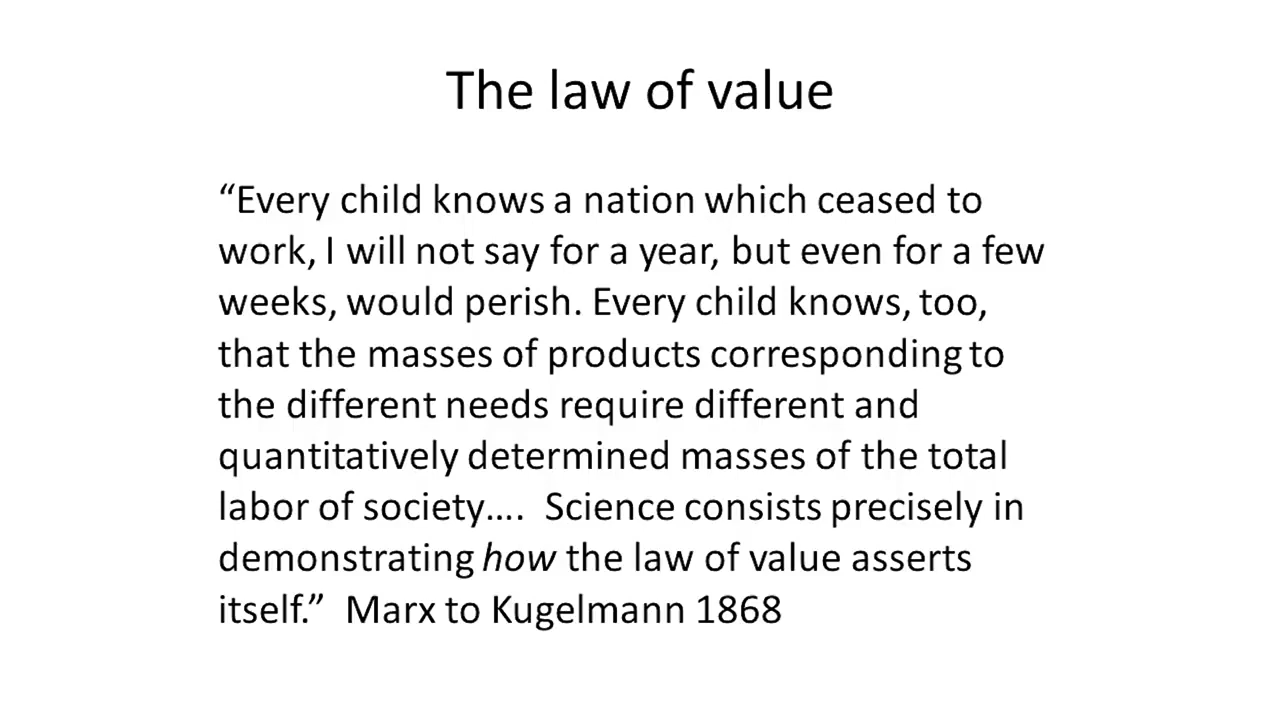 The law of value
“Every child knows a nation which ceased to
work, I will not say for a year, but even for a few
weeks, would perish. Every child knows, too,
that the masses of products corresponding to
the different needs require different and
quantitatively determined masses of the total
labor of society…. Science consists precisely in
demonstrating how the law of value asserts
itself.” Marx to Kugelmann 1868